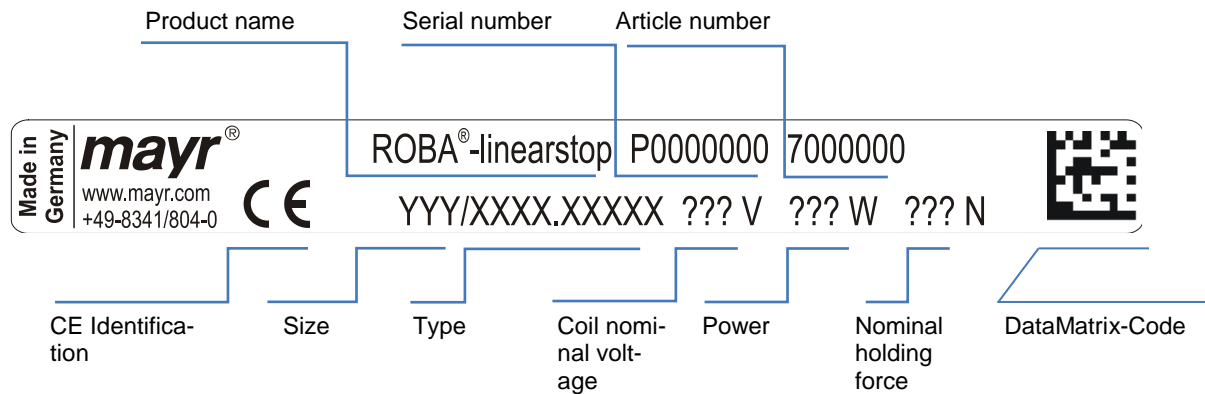 Product name Serial number Article number
Made in
Germany
mayr®
www.mayr.com
+49-8341/804-0
CE
ROBA®-linearstop P0000000 7000000
YYY/XXXX.XXXXX ??? V ??? W ??? N
CE Identifica-
tion
Size
Type
Coil nomi-
nal volt-
age
Power
Nominal
holding
force
DataMatrix-Code